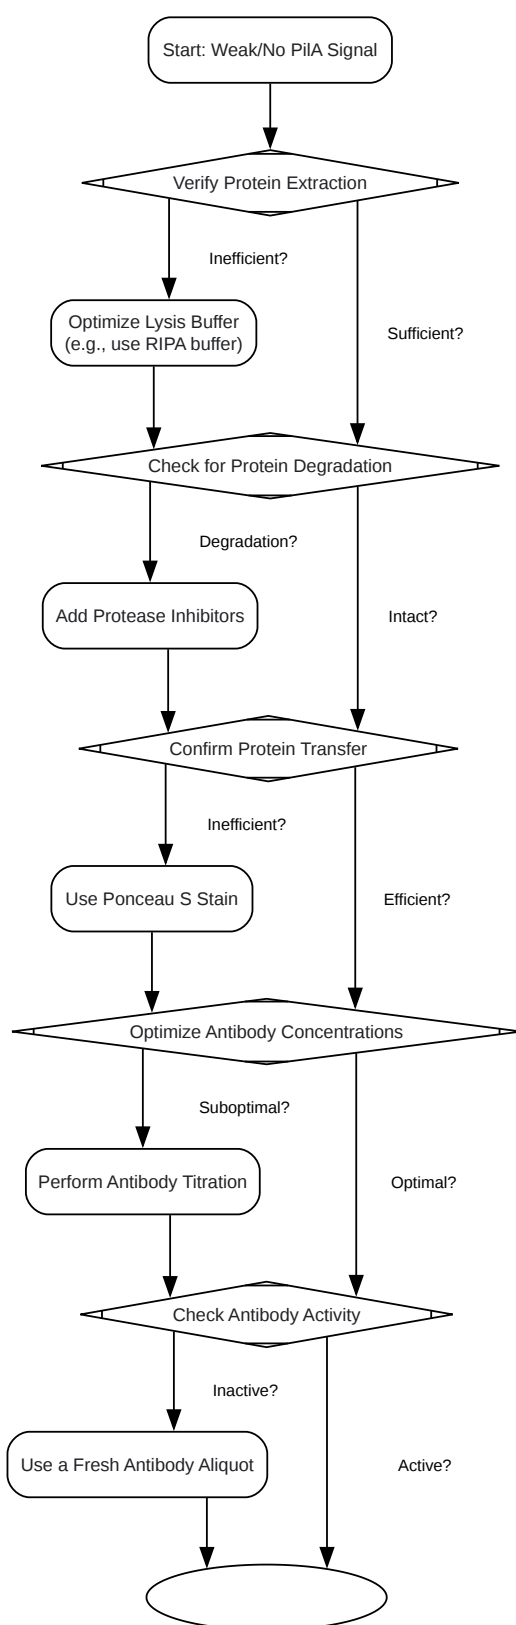 Start: Weak/No PilA Signal
Verify Protein Extraction
Inefficient?
Optimize Lysis Buffer
(e.g., use RIPA buffer)
Sufficient?
Check for Protein Degradation
Degradation?
Add Protease Inhibitors
Intact?
Confirm Protein Transfer
Inefficient?
Use Ponceau S Stain
Efficient?
Optimize Antibody Concentrations
Suboptimal?
Perform Antibody Titration
Optimal?
Check Antibody Activity
Inactive?
Use a Fresh Antibody Aliquot
Active?